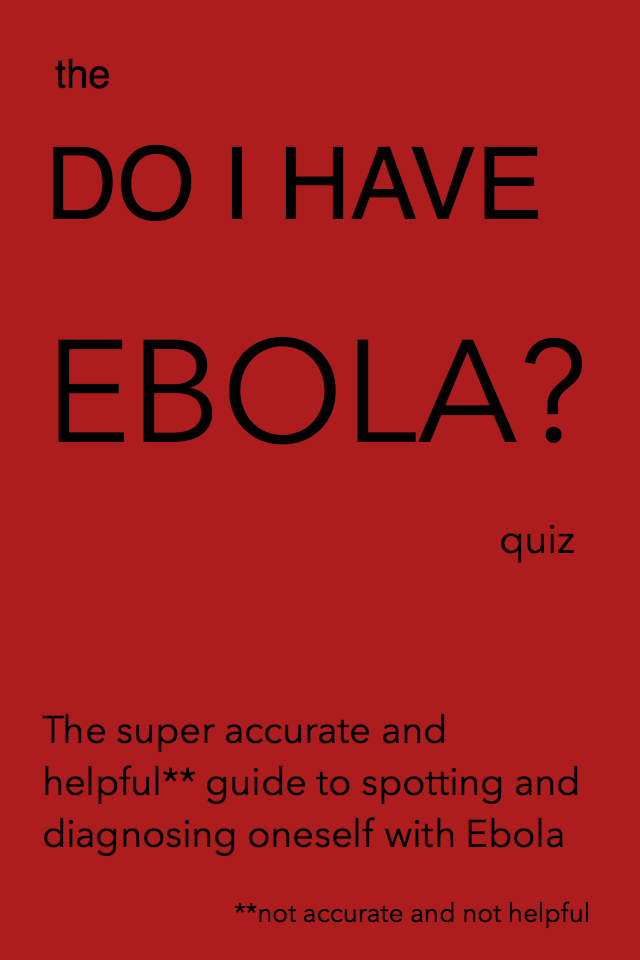 the
DO I HAVE
EBOLA?
quiz
The super accurate and
helpful** guide to spotting and
diagnosing oneself with Ebola
**not accurate and not helpful